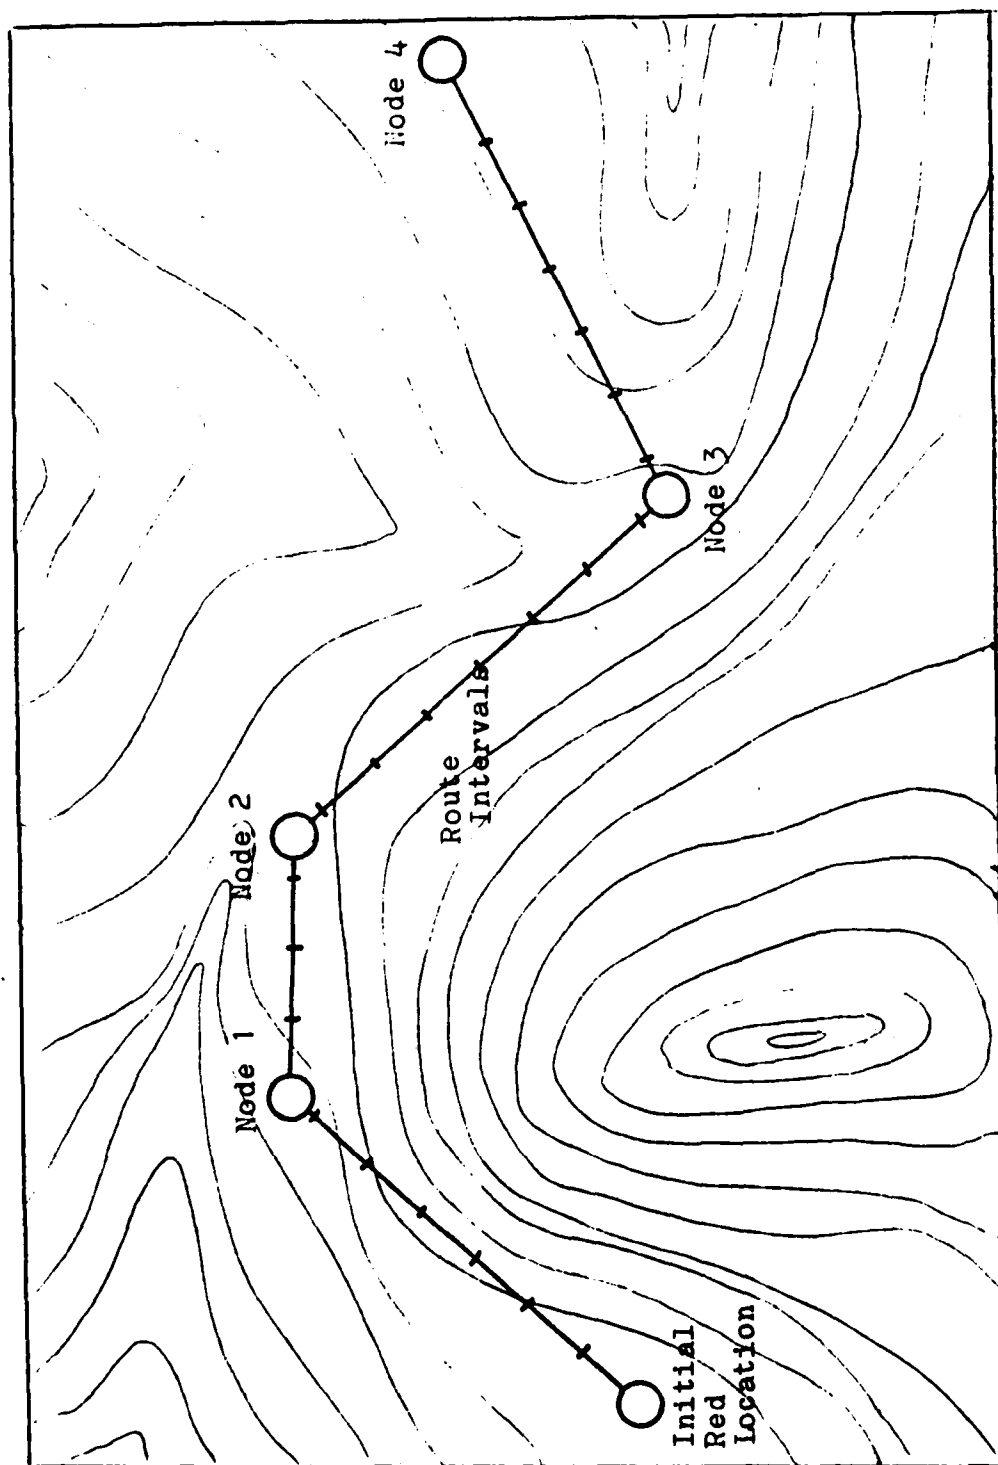 Node 4
Node 3
Route
Intervals
Node 2
Node 1
Initial
Red
Location